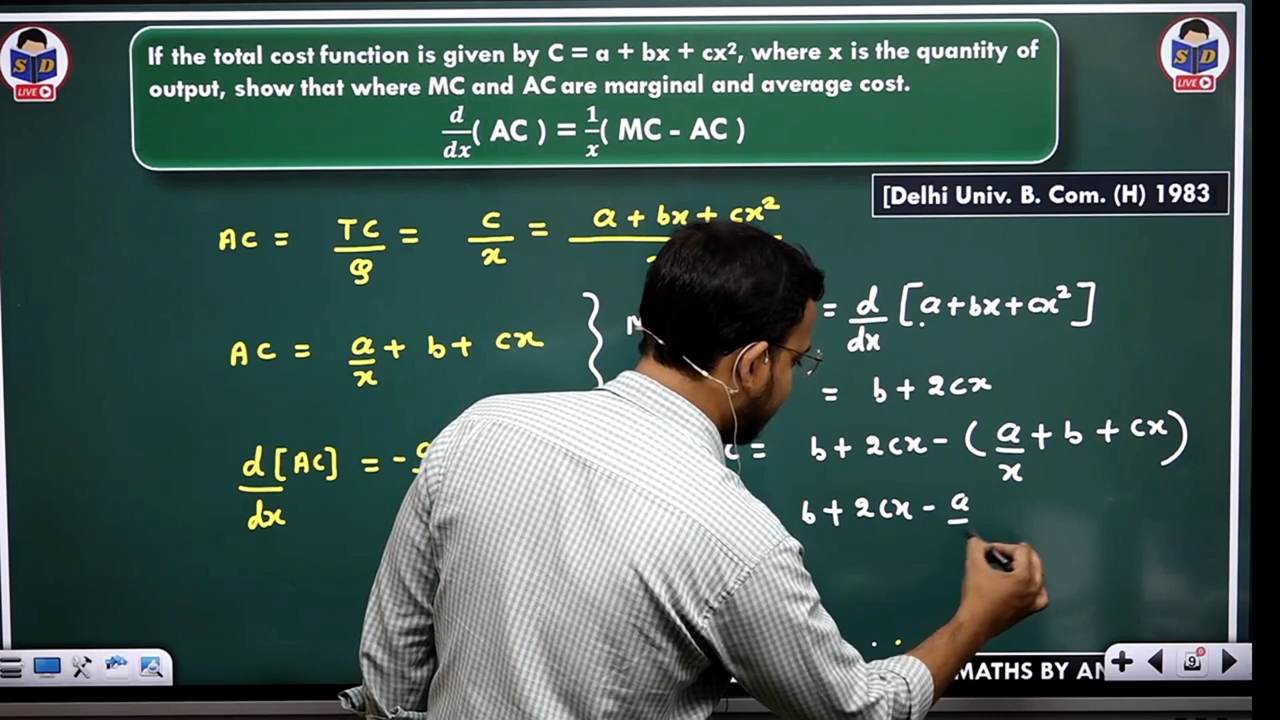 S D
LIVE
If the total cost function is given by C = a + bx + cx², where x is the quantity of
output, show that where MC and AC are marginal and average cost.
d/dx ( AC ) = 1/x ( MC - AC )
S D
LIVE
[Delhi Univ. B. Com. (H) 1983
AC = TC/Q = C/x = a + bx + cx²
= d/dx [a+bx+cx²]
AC = a/x + b + cx
= b + 2cx
= b + 2cx - (a/x + b + cx)
d/dx [AC] = -
b + 2cx - a
MATHS BY